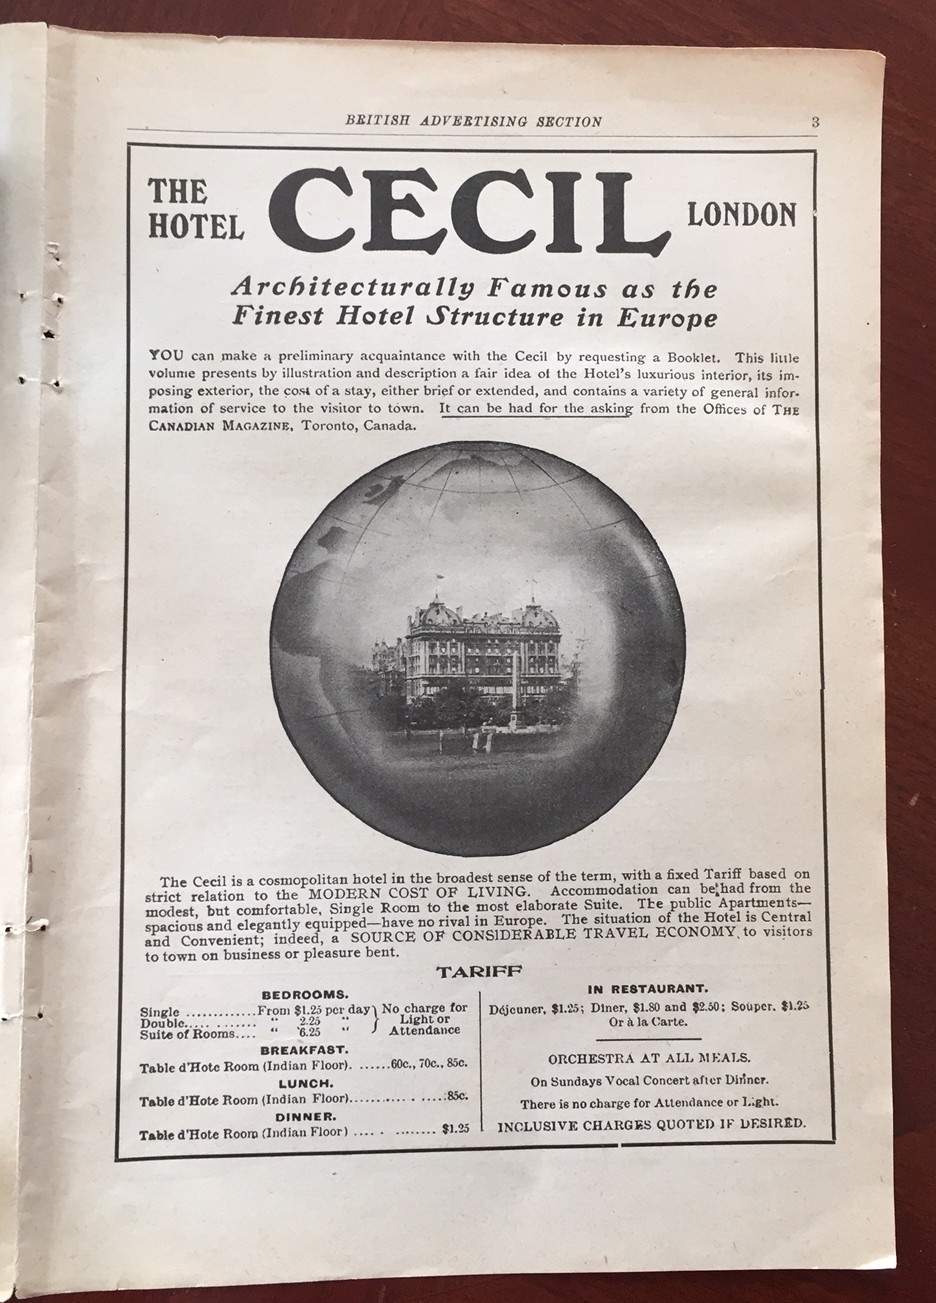 BRITISH ADVERTISING SECTION 3
THE HOTEL CECIL LONDON
Architecturally Famous as the
Finest Hotel Structure in Europe
YOU can make a preliminary acquaintance with the Cecil by requesting a Booklet. This little
volume presents by illustration and description a fair idea of the Hotel's luxurious interior, its im-
posing exterior, the cost of a stay, either brief or extended, and contains a variety of general infor-
mation of service to the visitor to town. It can be had for the asking from the Offices of THE
CANADIAN MAGAZINE, Toronto, Canada.
The Cecil is a cosmopolitan hotel in the broadest sense of the term, with a fixed Tariff based on
strict relation to the MODERN COST OF LIVING. Accommodation can be had from the
modest, but comfortable, Single Room to the most elaborate Suite. The public Apartments—
spacious and elegantly equipped—have no rival in Europe. The situation of the Hotel is Central
and Convenient; indeed, a SOURCE OF CONSIDERABLE TRAVEL ECONOMY to visitors
to town on business or pleasure bent.
TARIFF
BEDROOMS.
Single .............From $1.25 per day } No charge for
Double..... ........ " 2.25 " } Light or
Suite of Rooms.... " 6.25 " } Attendance
BREAKFAST.
Table d'Hote Room (Indian Floor). ......60c., 70c., 85c.
LUNCH.
Table d'Hote Room (Indian Floor)................85c.
DINNER.
Table d'Hote Room (Indian Floor) ..... ........ $1.25
IN RESTAURANT.
Déjeuner, $1.25; Diner, $1.80 and $2.50; Souper. $1.25
Or à la Carte.
ORCHESTRA AT ALL MEALS.
On Sundays Vocal Concert after Dinner.
There is no charge for Attendance or Light.
INCLUSIVE CHARGES QUOTED IF DESIRED.